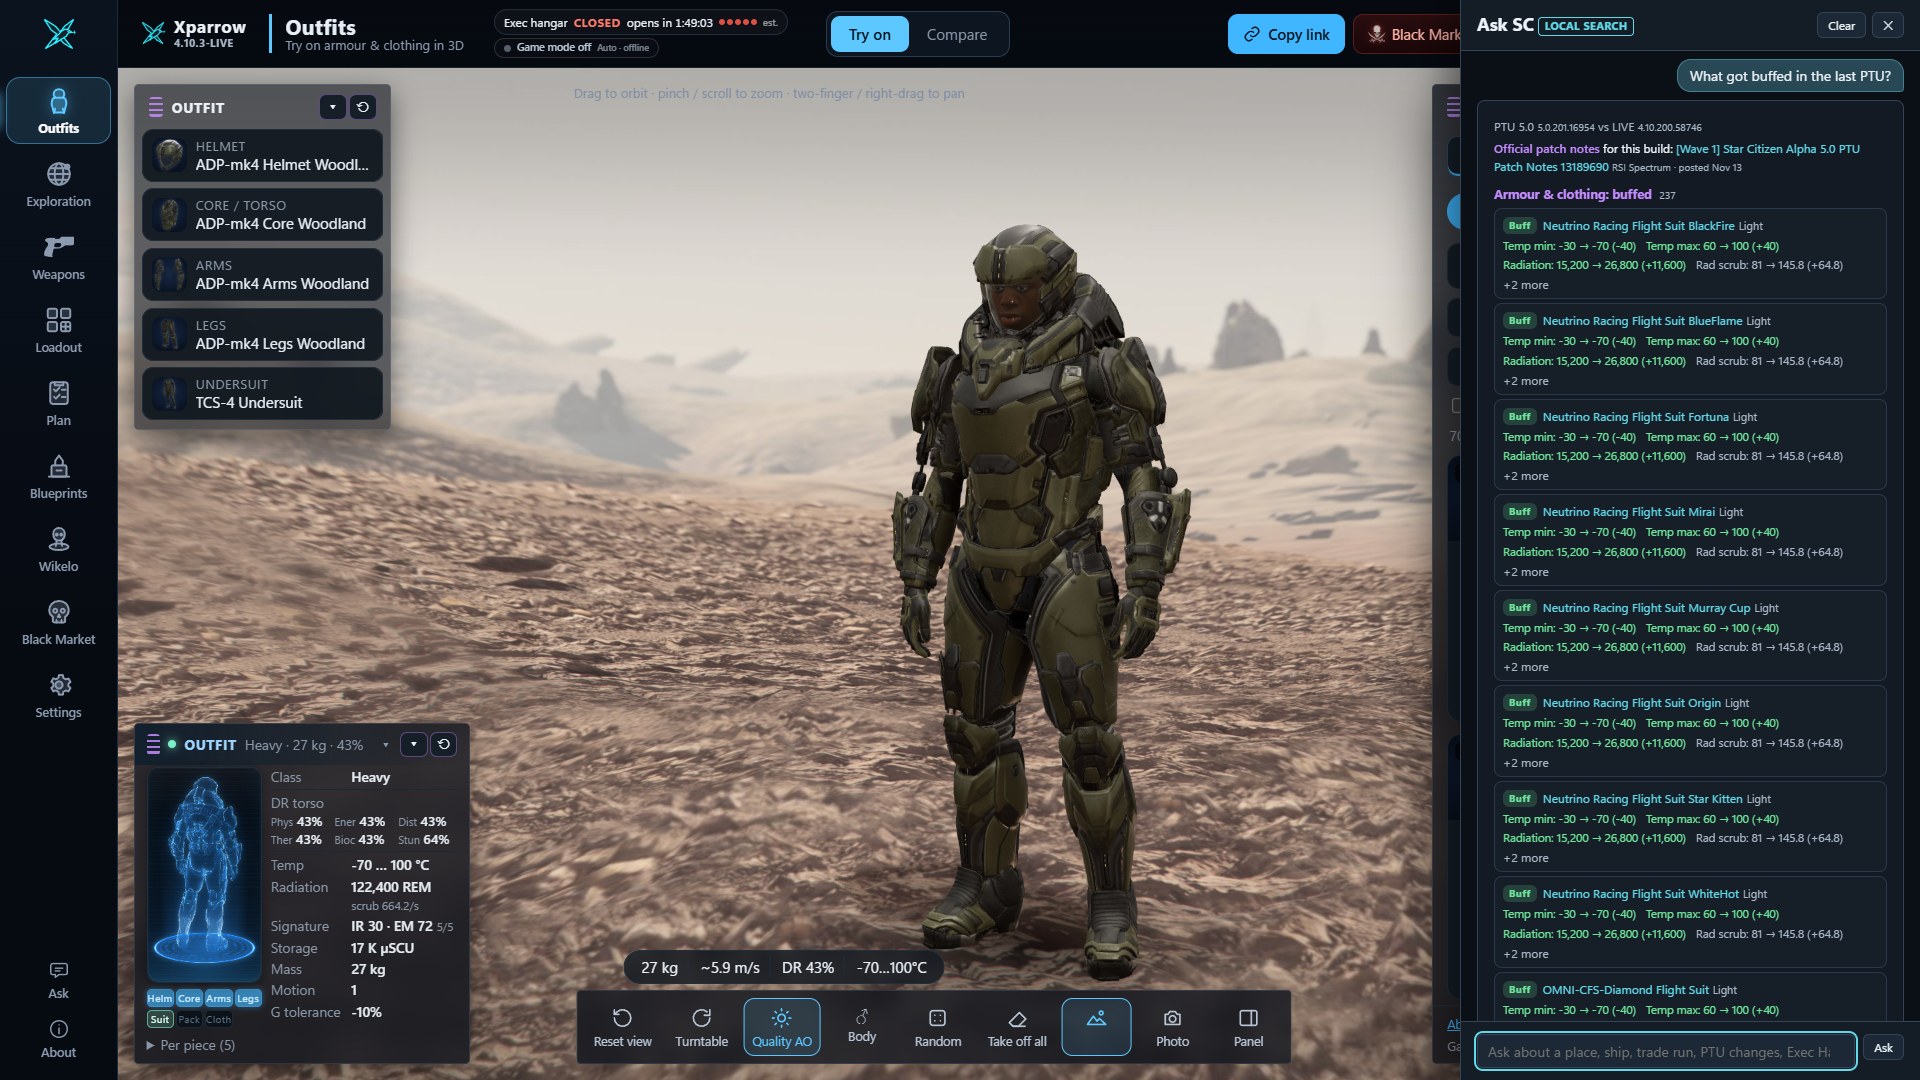 Xparrow
4.10.3-LIVE
Outfits
Try on armour & clothing in 3D
Exec hangar CLOSED opens in 1:49:03 est.
Game mode off Auto · offline
Try on
Compare
Copy link
Black Mark
Outfits
Exploration
Weapons
Loadout
Plan
Blueprints
Wikelo
Black Market
Settings
Ask
About
Drag to orbit · pinch / scroll to zoom · two-finger / right-drag to pan
OUTFIT
HELMET
ADP-mk4 Helmet Woodl...
CORE / TORSO
ADP-mk4 Core Woodland
ARMS
ADP-mk4 Arms Woodland
LEGS
ADP-mk4 Legs Woodland
UNDERSUIT
TCS-4 Undersuit
OUTFIT Heavy · 27 kg · 43%
Class Heavy
DR torso
Phys 43% Ener 43% Dist 43%
Ther 43% Bioc 43% Stun 64%
Temp -70 ... 100 °C
Radiation 122,400 REM
scrub 664.2/s
Signature IR 30 · EM 72 5/5
Storage 17 K µSCU
Mass 27 kg
Motion 1
G tolerance -10%
Helm Core Arms Legs
Suit Pack Cloth
Per piece (5)
27 kg ~5.9 m/s DR 43% -70...100°C
Reset view
Turntable
Quality AO
Body
Random
Take off all
Photo
Panel
Ask SC LOCAL SEARCH
Clear
What got buffed in the last PTU?
PTU 5.0 5.0.201.16954 vs LIVE 4.10.200.58746
Official patch notes for this build: [Wave 1] Star Citizen Alpha 5.0 PTU
Patch Notes 13189690 RSI Spectrum · posted Nov 13
Armour & clothing: buffed 237
Buff Neutrino Racing Flight Suit BlackFire Light
Temp min: -30 → -70 (-40) Temp max: 60 → 100 (+40)
Radiation: 15,200 → 26,800 (+11,600) Rad scrub: 81 → 145.8 (+64.8)
+2 more
Buff Neutrino Racing Flight Suit BlueFlame Light
Temp min: -30 → -70 (-40) Temp max: 60 → 100 (+40)
Radiation: 15,200 → 26,800 (+11,600) Rad scrub: 81 → 145.8 (+64.8)
+2 more
Buff Neutrino Racing Flight Suit Fortuna Light
Temp min: -30 → -70 (-40) Temp max: 60 → 100 (+40)
Radiation: 15,200 → 26,800 (+11,600) Rad scrub: 81 → 145.8 (+64.8)
+2 more
Buff Neutrino Racing Flight Suit Mirai Light
Temp min: -30 → -70 (-40) Temp max: 60 → 100 (+40)
Radiation: 15,200 → 26,800 (+11,600) Rad scrub: 81 → 145.8 (+64.8)
+2 more
Buff Neutrino Racing Flight Suit Murray Cup Light
Temp min: -30 → -70 (-40) Temp max: 60 → 100 (+40)
Radiation: 15,200 → 26,800 (+11,600) Rad scrub: 81 → 145.8 (+64.8)
+2 more
Buff Neutrino Racing Flight Suit Origin Light
Temp min: -30 → -70 (-40) Temp max: 60 → 100 (+40)
Radiation: 15,200 → 26,800 (+11,600) Rad scrub: 81 → 145.8 (+64.8)
+2 more
Buff Neutrino Racing Flight Suit Star Kitten Light
Temp min: -30 → -70 (-40) Temp max: 60 → 100 (+40)
Radiation: 15,200 → 26,800 (+11,600) Rad scrub: 81 → 145.8 (+64.8)
+2 more
Buff Neutrino Racing Flight Suit WhiteHot Light
Temp min: -30 → -70 (-40) Temp max: 60 → 100 (+40)
Radiation: 15,200 → 26,800 (+11,600) Rad scrub: 81 → 145.8 (+64.8)
+2 more
Buff OMNI-CFS-Diamond Flight Suit Light
Temp min: -30 → -70 (-40) Temp max: 60 → 100 (+40)
Ask about a place, ship, trade run, PTU changes, Exec
Ask